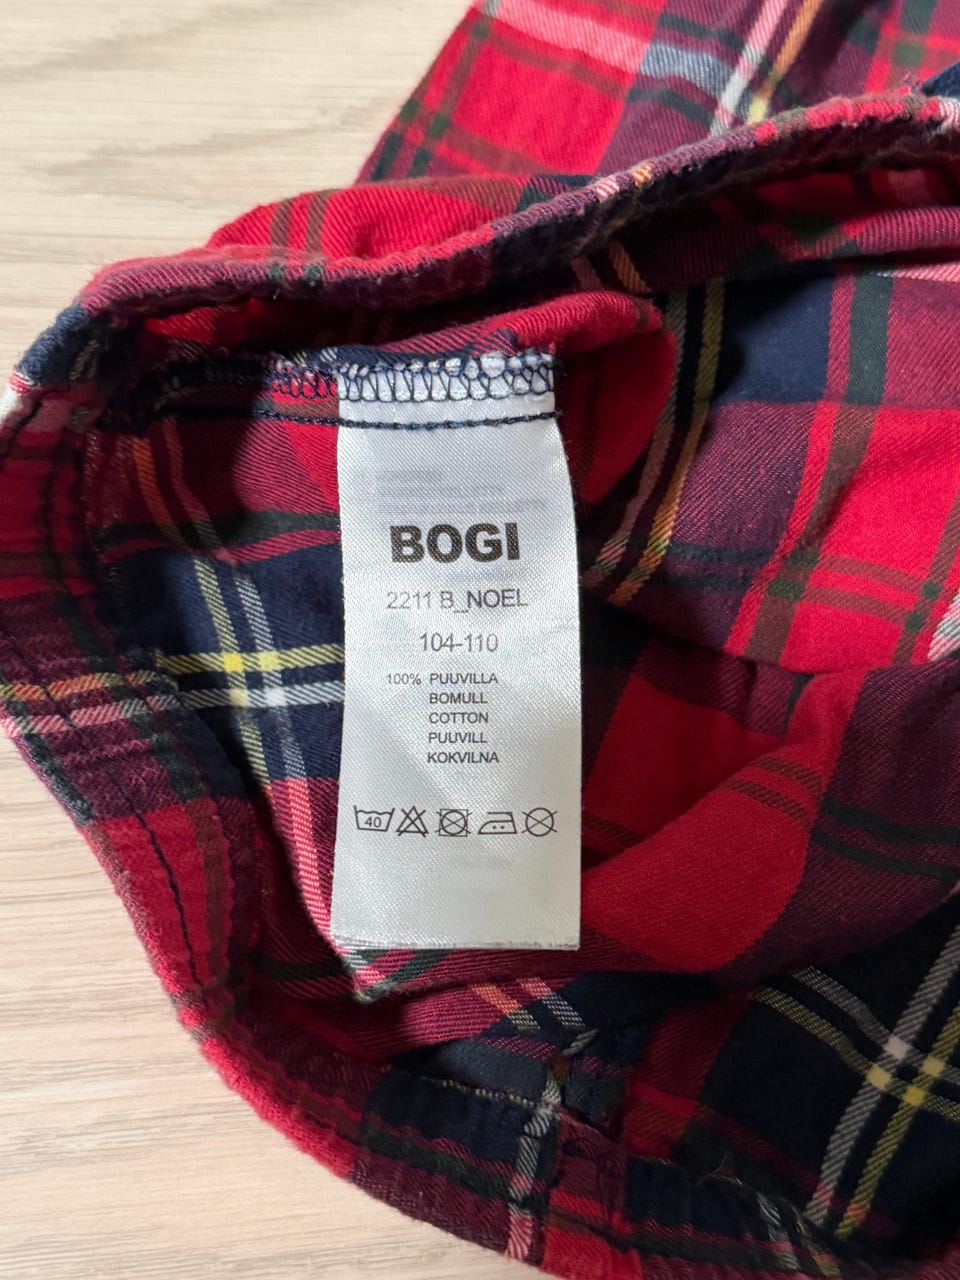 BOGI
2211 B_NOEL
104-110
100% PUUVILLA
BOMULL
COTTON
PUUVILL
KOKVILNA
40